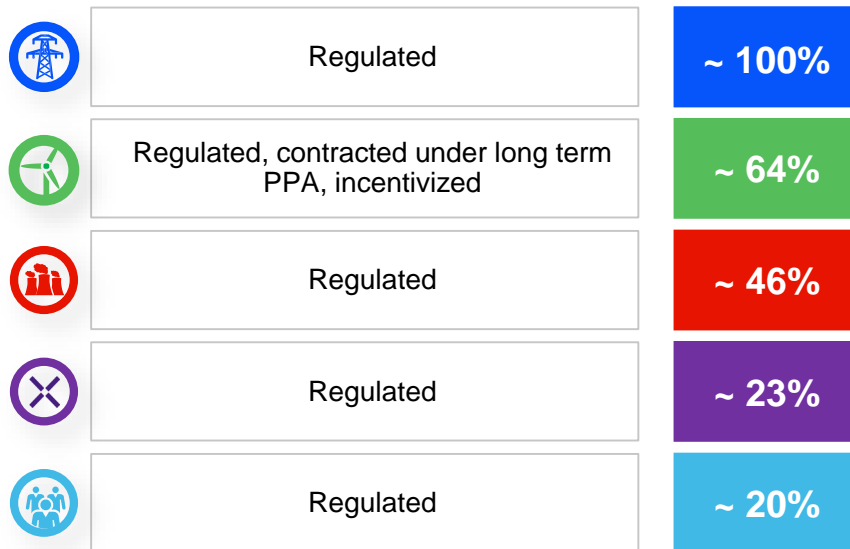 Regulated
~ 100%
Regulated, contracted under long term
PPA, incentivized
~ 64%
Regulated
~ 46%
Regulated
~ 23%
Regulated
~ 20%